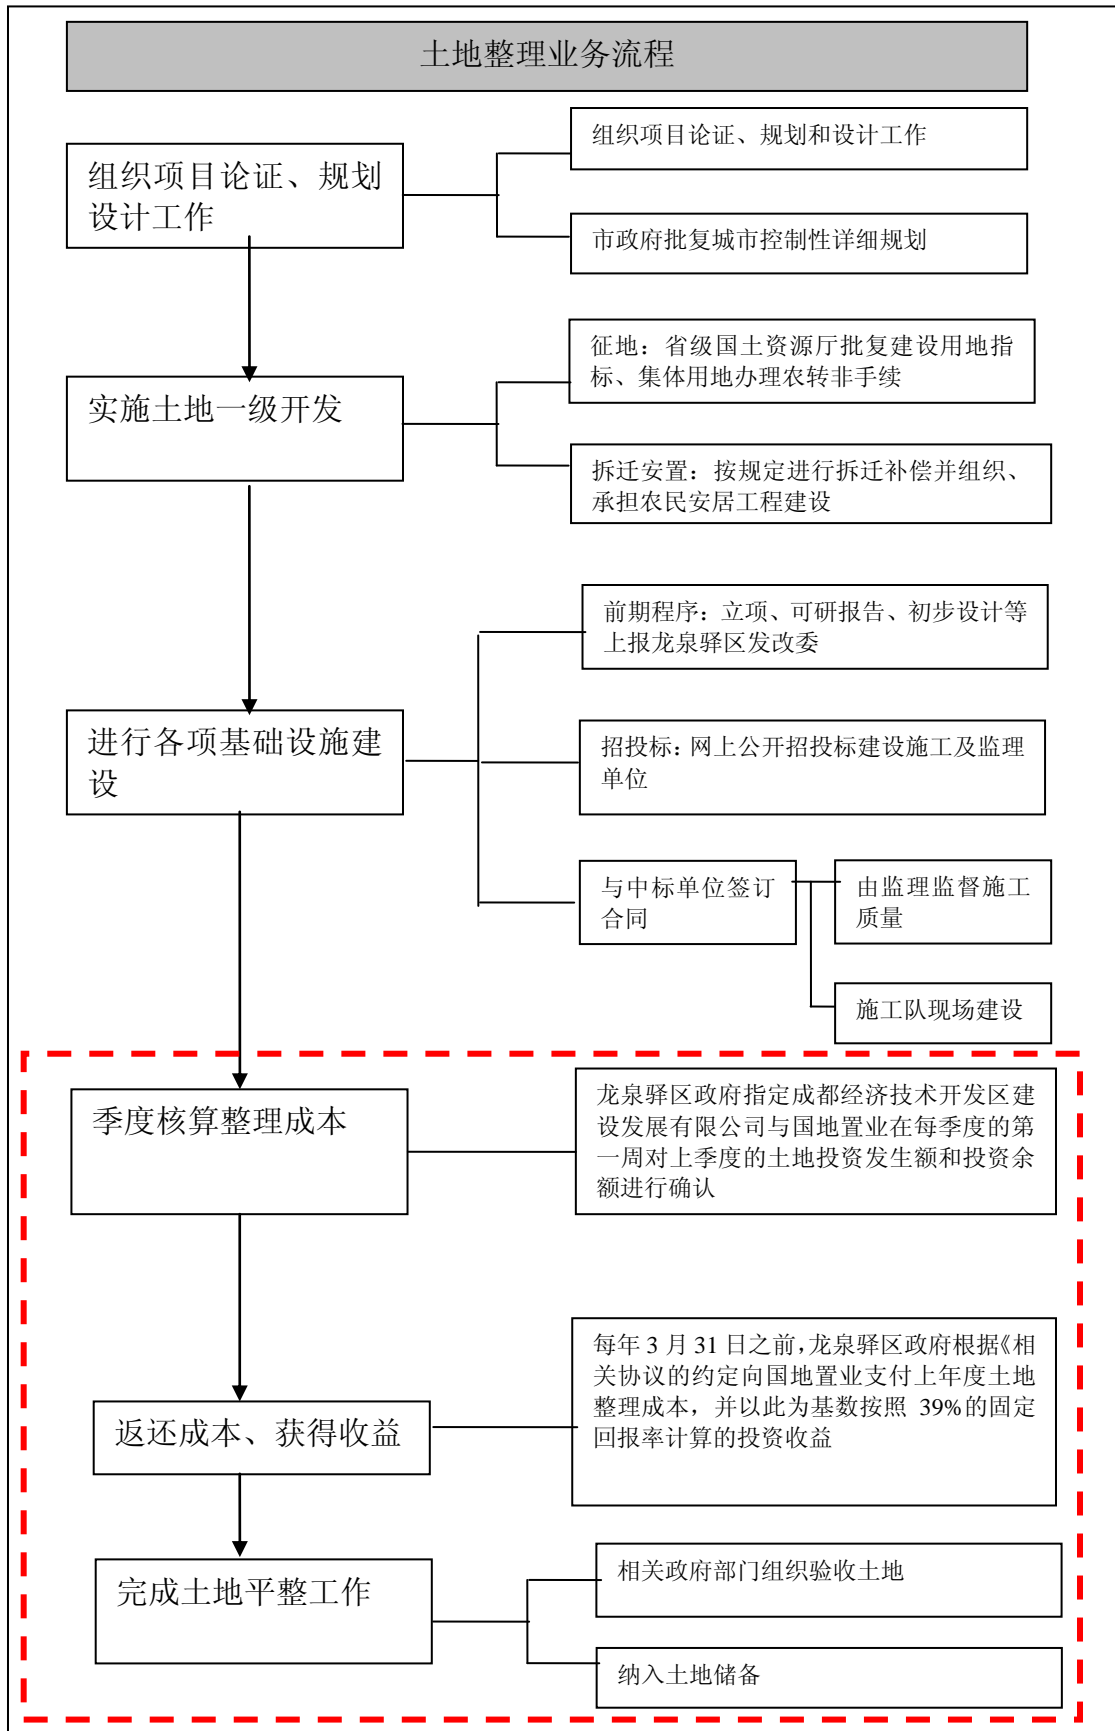 土地整理业务流程
组织项目论证、规划
设计工作
组织项目论证、规划和设计工作
市政府批复城市控制性详细规划
实施土地一级开发
征地：省级国土资源厅批复建设用地指
标、集体用地办理农转非手续
拆迁安置：按规定进行拆迁补偿并组织、
承担农民安居工程建设
进行各项基础设施建
设
前期程序：立项、可研报告、初步设计等
上报龙泉驿区发改委
招投标：网上公开招投标建设施工及监理
单位
与中标单位签订
合同
由监理监督施工
质量
施工队现场建设
季度核算整理成本
龙泉驿区政府指定成都经济技术开发区建
设发展有限公司与国地置业在每季度的第
一周对上季度的土地投资发生额和投资余
额进行确认
返还成本、获得收益
每年 3 月 31 日之前，龙泉驿区政府根据《相
关协议的约定向国地置业支付上年度土地
整理成本，并以此为基数按照 39%的固定
回报率计算的投资收益
完成土地平整工作
相关政府部门组织验收土地
纳入土地储备